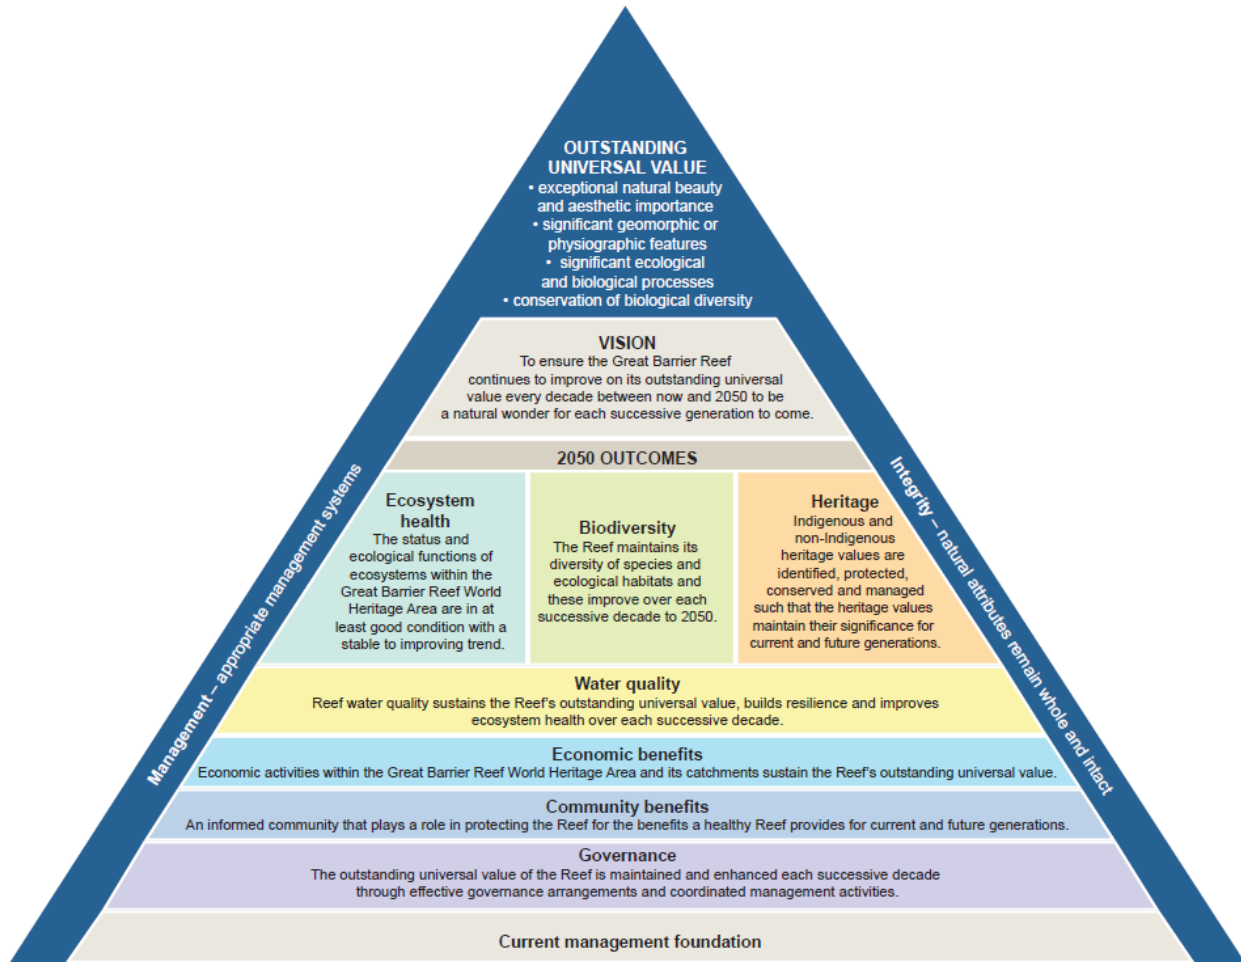 OUTSTANDING
UNIVERSAL VALUE
• exceptional natural beauty
and aesthetic importance
• significant geomorphic or
physiographic features
• significant ecological
and biological processes
• conservation of biological diversity
VISION
To ensure the Great Barrier Reef
continues to improve on its outstanding universal
value every decade between now and 2050 to be
a natural wonder for each successive generation to come.
2050 OUTCOMES
Ecosystem
health
The status and
ecological functions of
ecosystems within the
Great Barrier Reef World
Heritage Area are in at
least good condition with a
stable to improving trend.
Biodiversity
The Reef maintains its
diversity of species and
ecological habitats and
these improve over each
successive decade to 2050.
Heritage
Indigenous and
non-Indigenous
heritage values are
identified, protected,
conserved and managed
such that the heritage values
maintain their significance for
current and future generations.
Water quality
Reef water quality sustains the Reef's outstanding universal value, builds resilience and improves
ecosystem health over each successive decade.
Economic benefits
Economic activities within the Great Barrier Reef World Heritage Area and its catchments sustain the Reef's outstanding universal value.
Community benefits
An informed community that plays a role in protecting the Reef for the benefits a healthy Reef provides for current and future generations.
Governance
The outstanding universal value of the Reef is maintained and enhanced each successive decade
through effective governance arrangements and coordinated management activities.
Current management foundation
Management – appropriate management systems
Integrity – natural attributes remain whole and intact